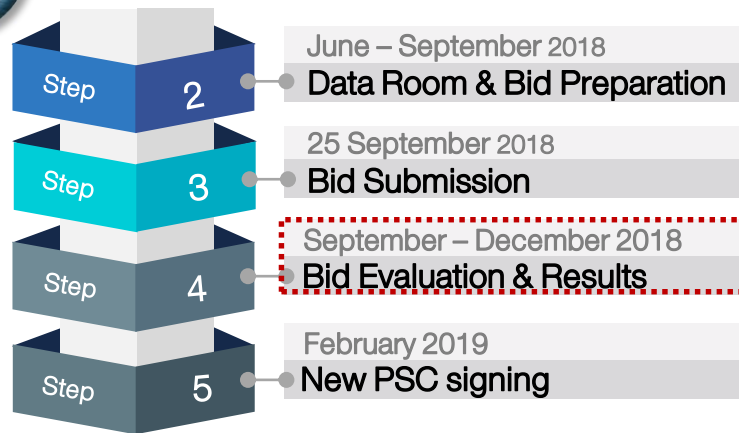 June – September 2018
Step 2 Data Room & Bid Preparation
25 September 2018
Step 3 Bid Submission
September – December 2018
Step 4 Bid Evaluation & Results
February 2019
Step 5 New PSC signing